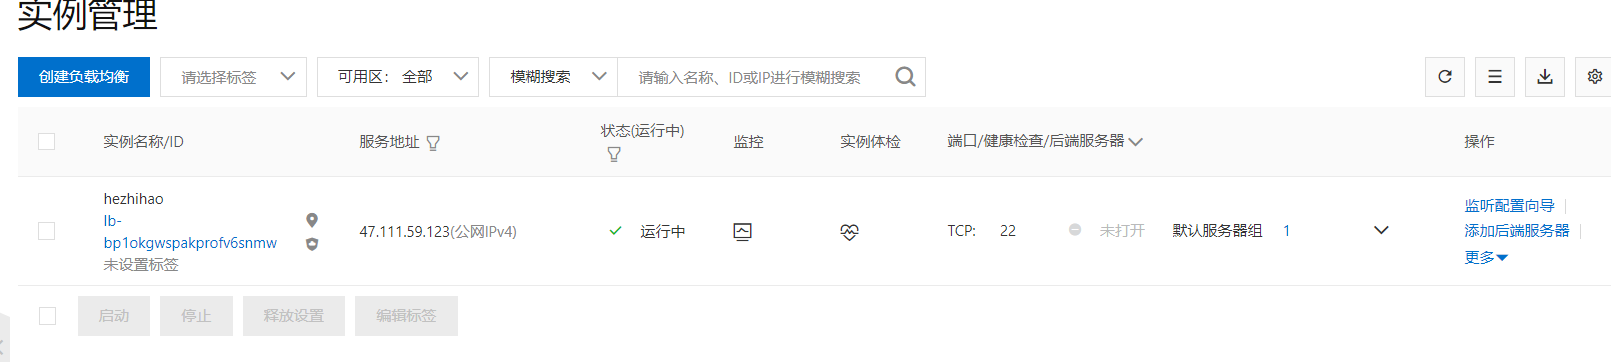 实例管理
创建负载均衡 请选择标签 可用区： 全部 模糊搜索 请输入名称、ID或IP进行模糊搜索
实例名称/ID 服务地址 状态(运行中) 监控 实例体检 端口/健康检查/后端服务器 操作
hezhihao
lb-
bp1okgwspakprofv6snmw
未设置标签
47.111.59.123(公网IPv4) 运行中 TCP: 22 未打开 默认服务器组 1
监听配置向导
添加后端服务器
更多
启动 停止 释放设置 编辑标签